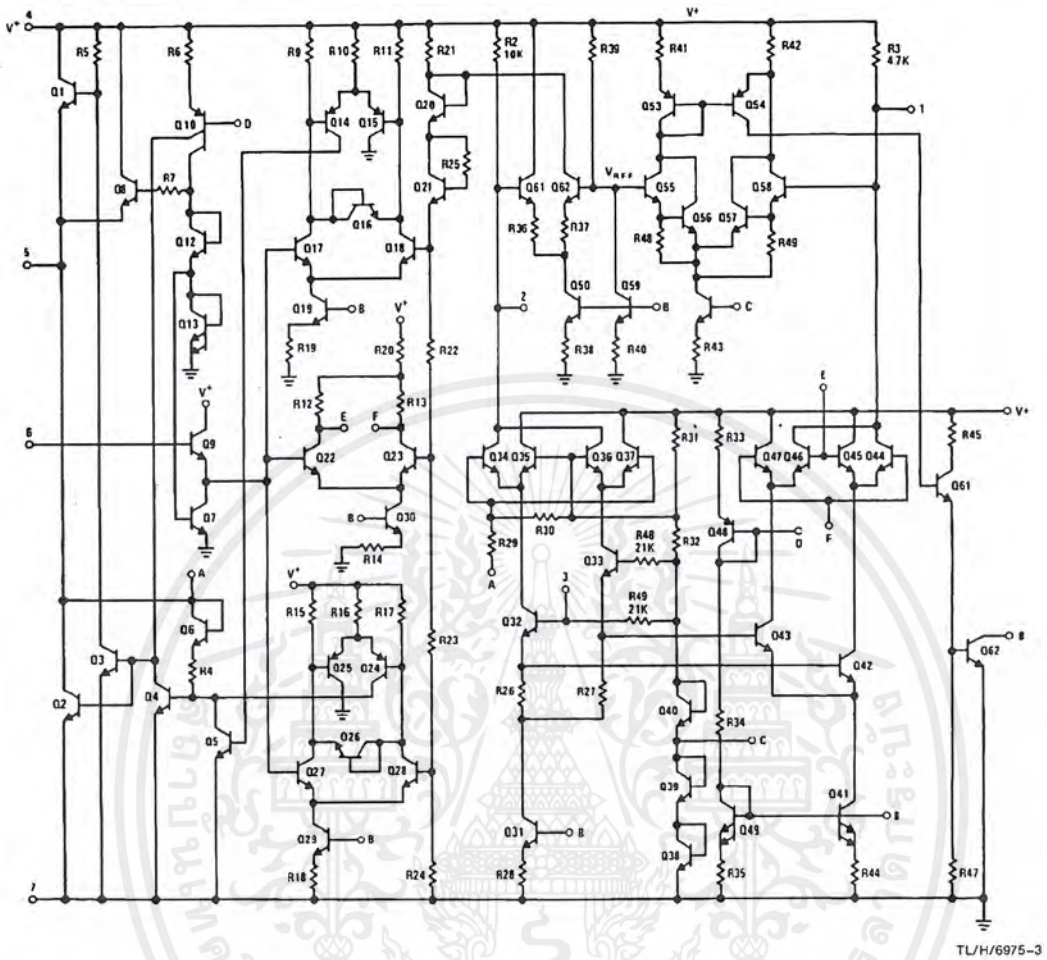 4
V+
V+
R5
R6
R9
R10
R11
R21
R2
10K
R39
R41
R42
R3
4.7K
Q1
Q10
D
Q14
Q15
Q20
Q53
Q54
1
R7
Q8
R25
Q61
Q62
VREF
Q55
Q58
Q21
Q12
Q16
R36
R37
Q56
Q57
5
Q17
Q18
R48
R49
Q13
Q19
B
V+
2
Q50
Q59
B
C
R19
R20
R22
R38
R40
R43
V+
R12
R13
E
V+
6
Q9
E
F
R31
R33
R45
Q22
Q23
Q34
Q35
Q36
Q37
Q47
Q46
Q45
Q44
Q61
Q7
B
Q30
R30
R14
R29
R32
Q48
C
D
F
A
V+
A
Q33
R48
21K
3
R49
21K
R15
R16
R17
Q6
R23
Q32
Q43
B
Q3
R4
Q25
Q24
Q42
Q62
Q2
Q4
R26
R27
Q40
R34
Q5
Q26
C
Q27
Q28
Q39
Q41
Q29
B
Q31
B
Q49
B
Q38
R18
R24
R28
R35
R44
R47
7
TL/H/6975-3